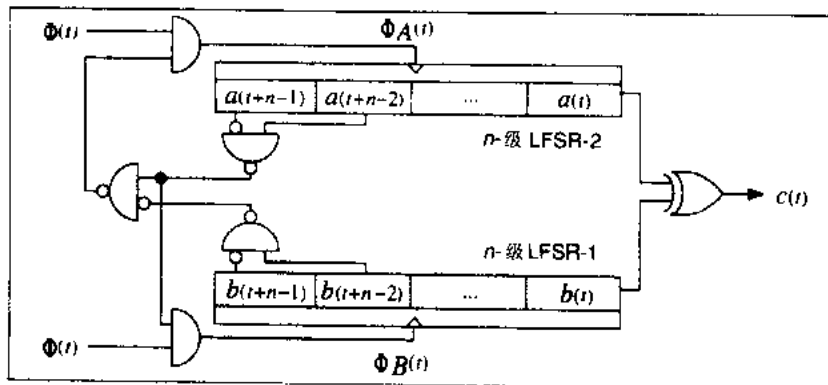 Φ(t) ΦA(t)
a(t+n-1) a(t+n-2) ... a(t)
n-级 LFSR-2
c(t)
n-级 LFSR-1
b(t+n-1) b(t+n-2) ... b(t)
Φ(t) ΦB(t)